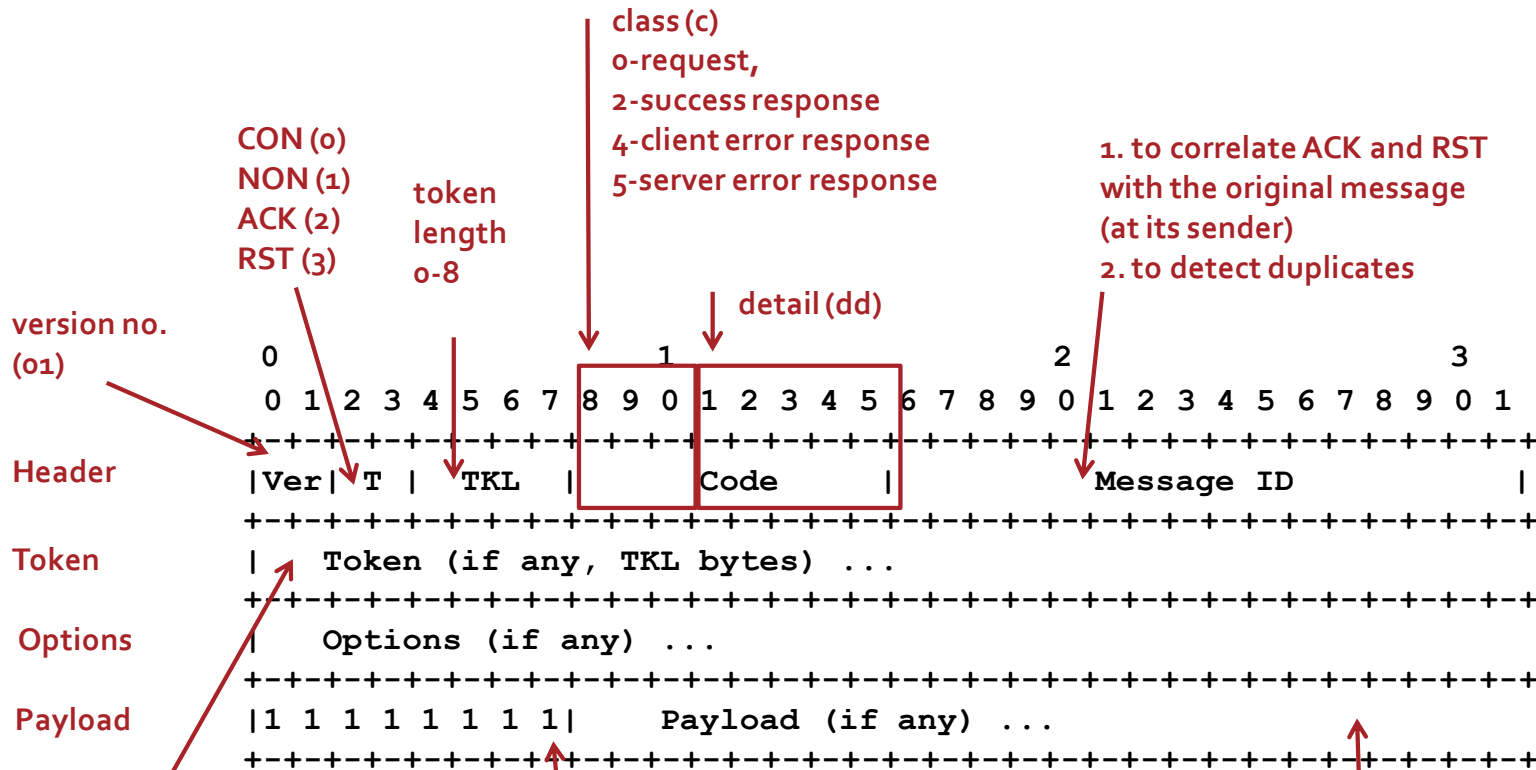 class (c)
0-request,
2-success response
4-client error response
5-server error response
CON (0)
NON (1)
ACK (2)
RST (3)
token
length
0-8
1. to correlate ACK and RST
with the original message
(at its sender)
2. to detect duplicates
detail (dd)
version no.
(01)
0 1 2 3
0 1 2 3 4 5 6 7 8 9 0 1 2 3 4 5 6 7 8 9 0 1 2 3 4 5 6 7 8 9 0 1
+-+-+-+-+-+-+-+-+-+-+-+-+-+-+-+-+-+-+-+-+-+-+-+-+-+-+-+-+-+-+-+-+
Header |Ver| T | TKL | Code | Message ID |
+-+-+-+-+-+-+-+-+-+-+-+-+-+-+-+-+-+-+-+-+-+-+-+-+-+-+-+-+-+-+-+-+
Token | Token (if any, TKL bytes) ...
+-+-+-+-+-+-+-+-+-+-+-+-+-+-+-+-+-+-+-+-+-+-+-+-+-+-+-+-+-+-+-+-+
Options | Options (if any) ...
+-+-+-+-+-+-+-+-+-+-+-+-+-+-+-+-+-+-+-+-+-+-+-+-+-+-+-+-+-+-+-+-+
Payload |1 1 1 1 1 1 1 1| Payload (if any) ...
+-+-+-+-+-+-+-+-+-+-+-+-+-+-+-+-+-+-+-+-+-+-+-+-+-+-+-+-+-+-+-+-+